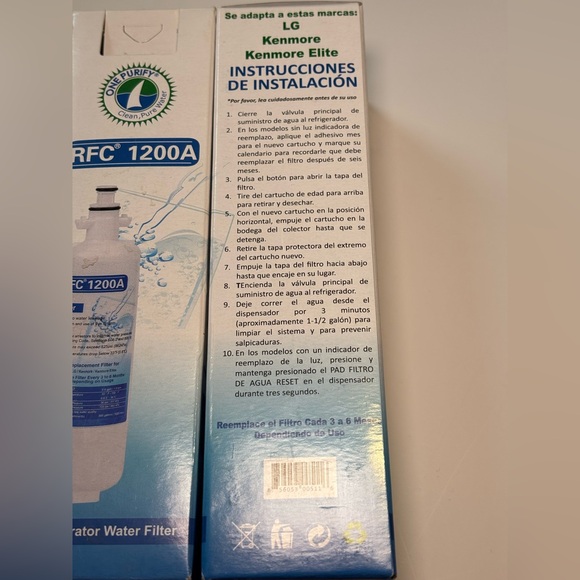 ONE PURIFY®
Clean, Pure Water
RFC® 1200A
RFC® 1200A
placement Filter for
rator Water Filter
Se adapta a estas marcas:
LG
Kenmore
Kenmore Elite
INSTRUCCIONES
DE INSTALACIÓN
*Por favor, lea cuidadosamente antes de su uso
1. Cierre la válvula principal de
suministro de agua al refrigerador.
2. En los modelos sin luz indicadora de
reemplazo, aplique el adhesivo mes
para el nuevo cartucho y marque su
calendario para recordarle que debe
reemplazar el filtro después de seis
meses.
3. Pulsa el botón para abrir la tapa del
filtro.
4. Tire del cartucho de edad para arriba
para retirar y desechar.
5. Con el nuevo cartucho en la posición
horizontal, empuje el cartucho en la
bodega del colector hasta que se
detenga.
6. Retire la tapa protectora del extremo
del cartucho nuevo.
7. Empuje la tapa del filtro hacia abajo
hasta que encaje en su lugar.
8. TEncienda la válvula principal de
suministro de agua al refrigerador.
9. Deje correr el agua desde el
dispensador por 3 minutos
(aproximadamente 1-1/2 galón) para
limpiar el sistema y para prevenir
salpicaduras.
10. En los modelos con un indicador de
reemplazo de la luz, presione y
mantenga presionado el PAD FILTRO
DE AGUA RESET en el dispensador
durante tres segundos.
Reemplace el Filtro Cada 3 a 6 Mese
Dependiendo de Uso